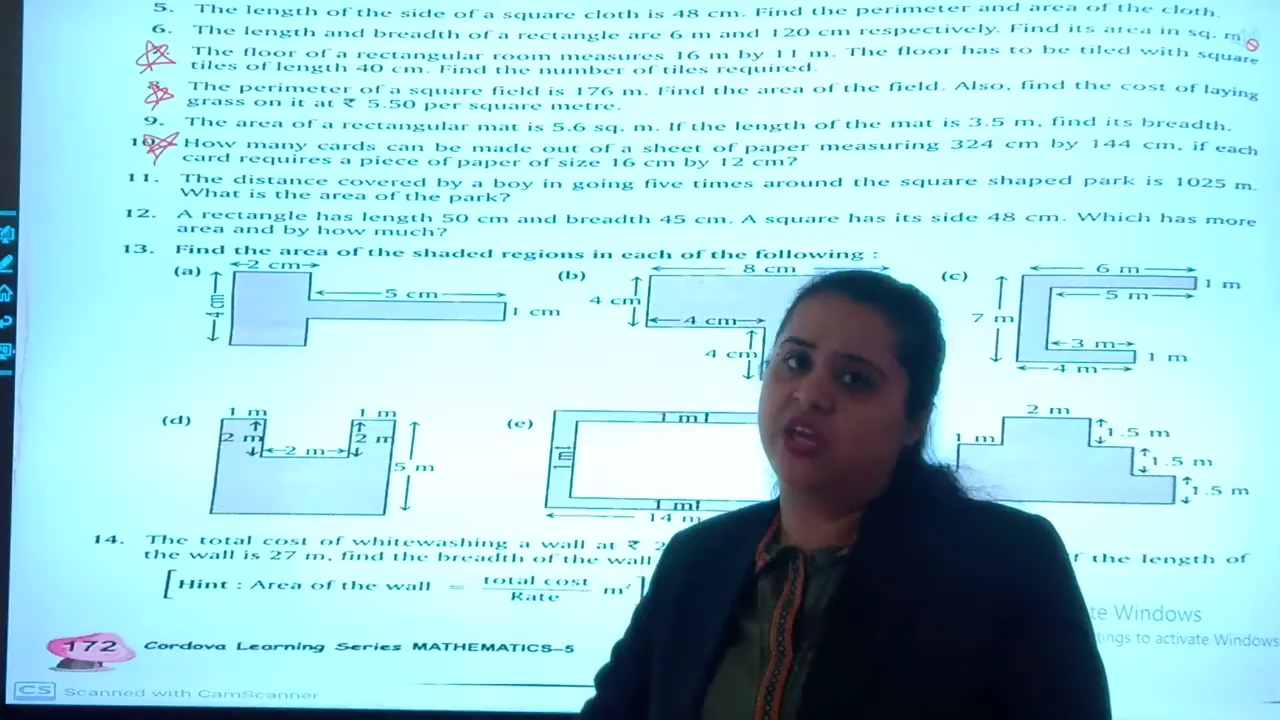 5. The length of the side of a square cloth is 48 cm. Find the perimeter and area of the cloth.
6. The length and breadth of a rectangle are 6 m and 120 cm respectively. Find its area in sq. m
The floor of a rectangular room measures 16 m by 11 m. The floor has to be tiled with square
tiles of length 40 cm. Find the number of tiles required.
The perimeter of a square field is 176 m. Find the area of the field. Also, find the cost of laying
grass on it at ₹ 5.50 per square metre.
9. The area of a rectangular mat is 5.6 sq. m. If the length of the mat is 3.5 m, find its breadth.
10. How many cards can be made out of a sheet of paper measuring 324 cm by 144 cm, if each
card requires a piece of paper of size 16 cm by 12 cm?
11. The distance covered by a boy in going five times around the square shaped park is 1025 m.
What is the area of the park?
12. A rectangle has length 50 cm and breadth 45 cm. A square has its side 48 cm. Which has more
area and by how much?
13. Find the area of the shaded regions in each of the following :
(a) 2 cm 4 cm 5 cm 1 cm
(b) 8 cm 4 cm 4 cm 4 cm
(c) 6 m 1 m 5 m 7 m 3 m 1 m 4 m
(d) 1 m 1 m 2 m 2 m 2 m 5 m
(e) 1 m 1 m 14 m
2 m 1 m 1.5 m 1.5 m 1.5 m
14. The total cost of whitewashing a wall at ₹ 2 f the length of
the wall is 27 m, find the breadth of the wall
[Hint : Area of the wall = total cost / Rate m²]
172 Cordova Learning Series MATHEMATICS–5
te Windows
tings to activate Windows
CS Scanned with CamScanner